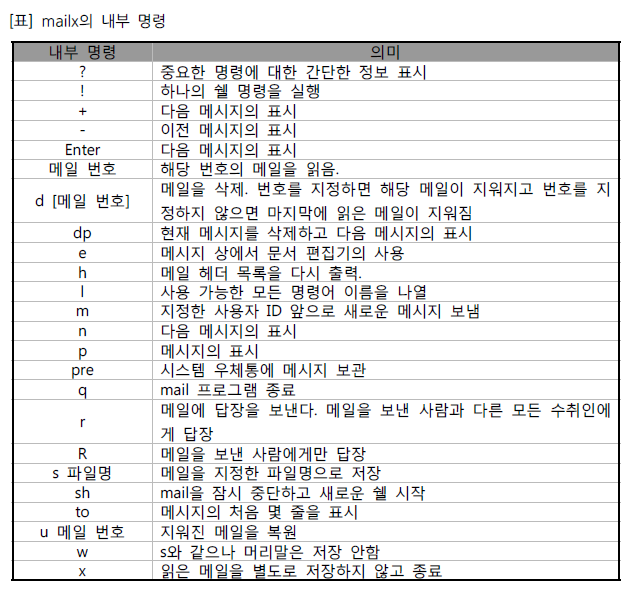 [표] mailx의 내부 명령
내부 명령 의미
? 중요한 명령에 대한 간단한 정보 표시
! 하나의 쉘 명령을 실행
+ 다음 메시지의 표시
- 이전 메시지의 표시
Enter 다음 메시지의 표시
메일 번호 해당 번호의 메일을 읽음.
d [메일 번호] 메일을 삭제. 번호를 지정하면 해당 메일이 지워지고 번호를 지
정하지 않으면 마지막에 읽은 메일이 지워짐
dp 현재 메시지를 삭제하고 다음 메시지의 표시
e 메시지 상에서 문서 편집기의 사용
h 메일 헤더 목록을 다시 출력.
l 사용 가능한 모든 명령어 이름을 나열
m 지정한 사용자 ID 앞으로 새로운 메시지 보냄
n 다음 메시지의 표시
p 메시지의 표시
pre 시스템 우체통에 메시지 보관
q mail 프로그램 종료
r 메일에 답장을 보낸다. 메일을 보낸 사람과 다른 모든 수취인에
게 답장
R 메일을 보낸 사람에게만 답장
s 파일명 메일을 지정한 파일명으로 저장
sh mail을 잠시 중단하고 새로운 쉘 시작
to 메시지의 처음 몇 줄을 표시
u 메일 번호 지워진 메일을 복원
w s와 같으나 머리말은 저장 안함
x 읽은 메일을 별도로 저장하지 않고 종료